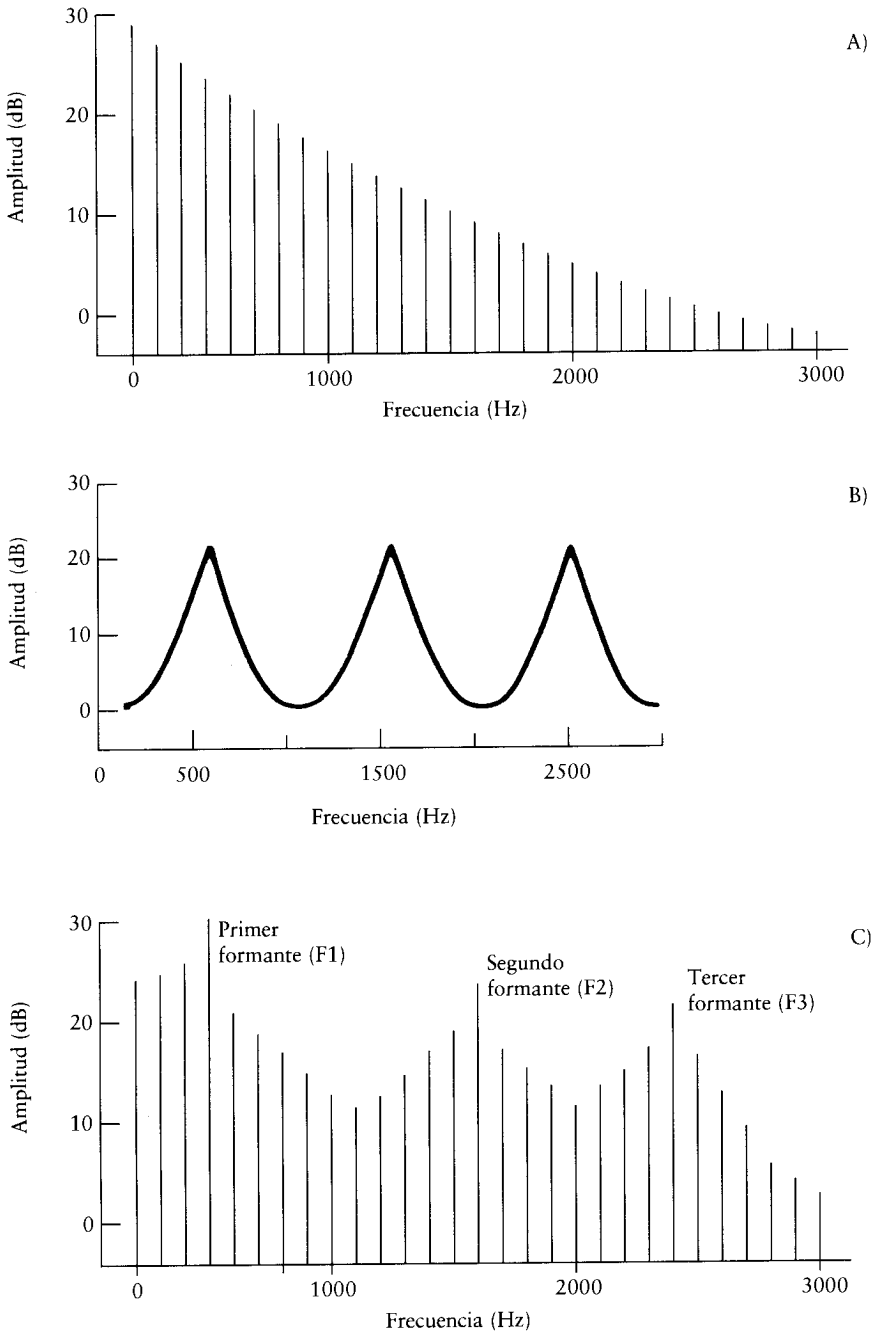 A)
30
20
10
0
Amplitud (dB)
0 1000 2000 3000
Frecuencia (Hz)
B)
30
20
10
0
Amplitud (dB)
0 500 1500 2500
Frecuencia (Hz)
C)
30
20
10
0
Amplitud (dB)
Primer
formante (F1)
Segundo
formante (F2)
Tercer
formante (F3)
0 1000 2000 3000
Frecuencia (Hz)